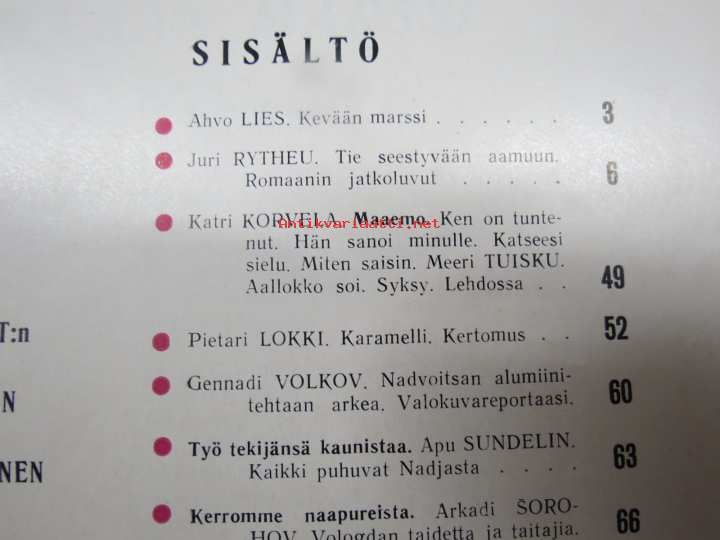 SISÄLTÖ
Ahvo LIES. Kevään marssi . . . . . . 3
Juri RYTHEU. Tie seestyvään aamuun.
Romaanin jatkoluvut . . . . . 6
Katri KORVELA. Maaemo. Ken on tunte-
nut. Hän sanoi minulle. Katseesi
sielu. Miten saisin. Meeri TUISKU.
Aallokko soi. Syksy. Lehdossa . . 49
Pietari LOKKI. Karamelli. Kertomus . . 52
Gennadi VOLKOV. Nadvoitsan alumiini-
tehtaan arkea. Valokuvareportaasi. 60
Työ tekijänsä kaunistaa. Apu SUNDELIN.
Kaikki puhuvat Nadjasta . . . . 63
Kerromme naapureista. Arkadi ŠORO-
HOV. Vologdan taidetta ja taitajia. 66
T:n
N
NEN